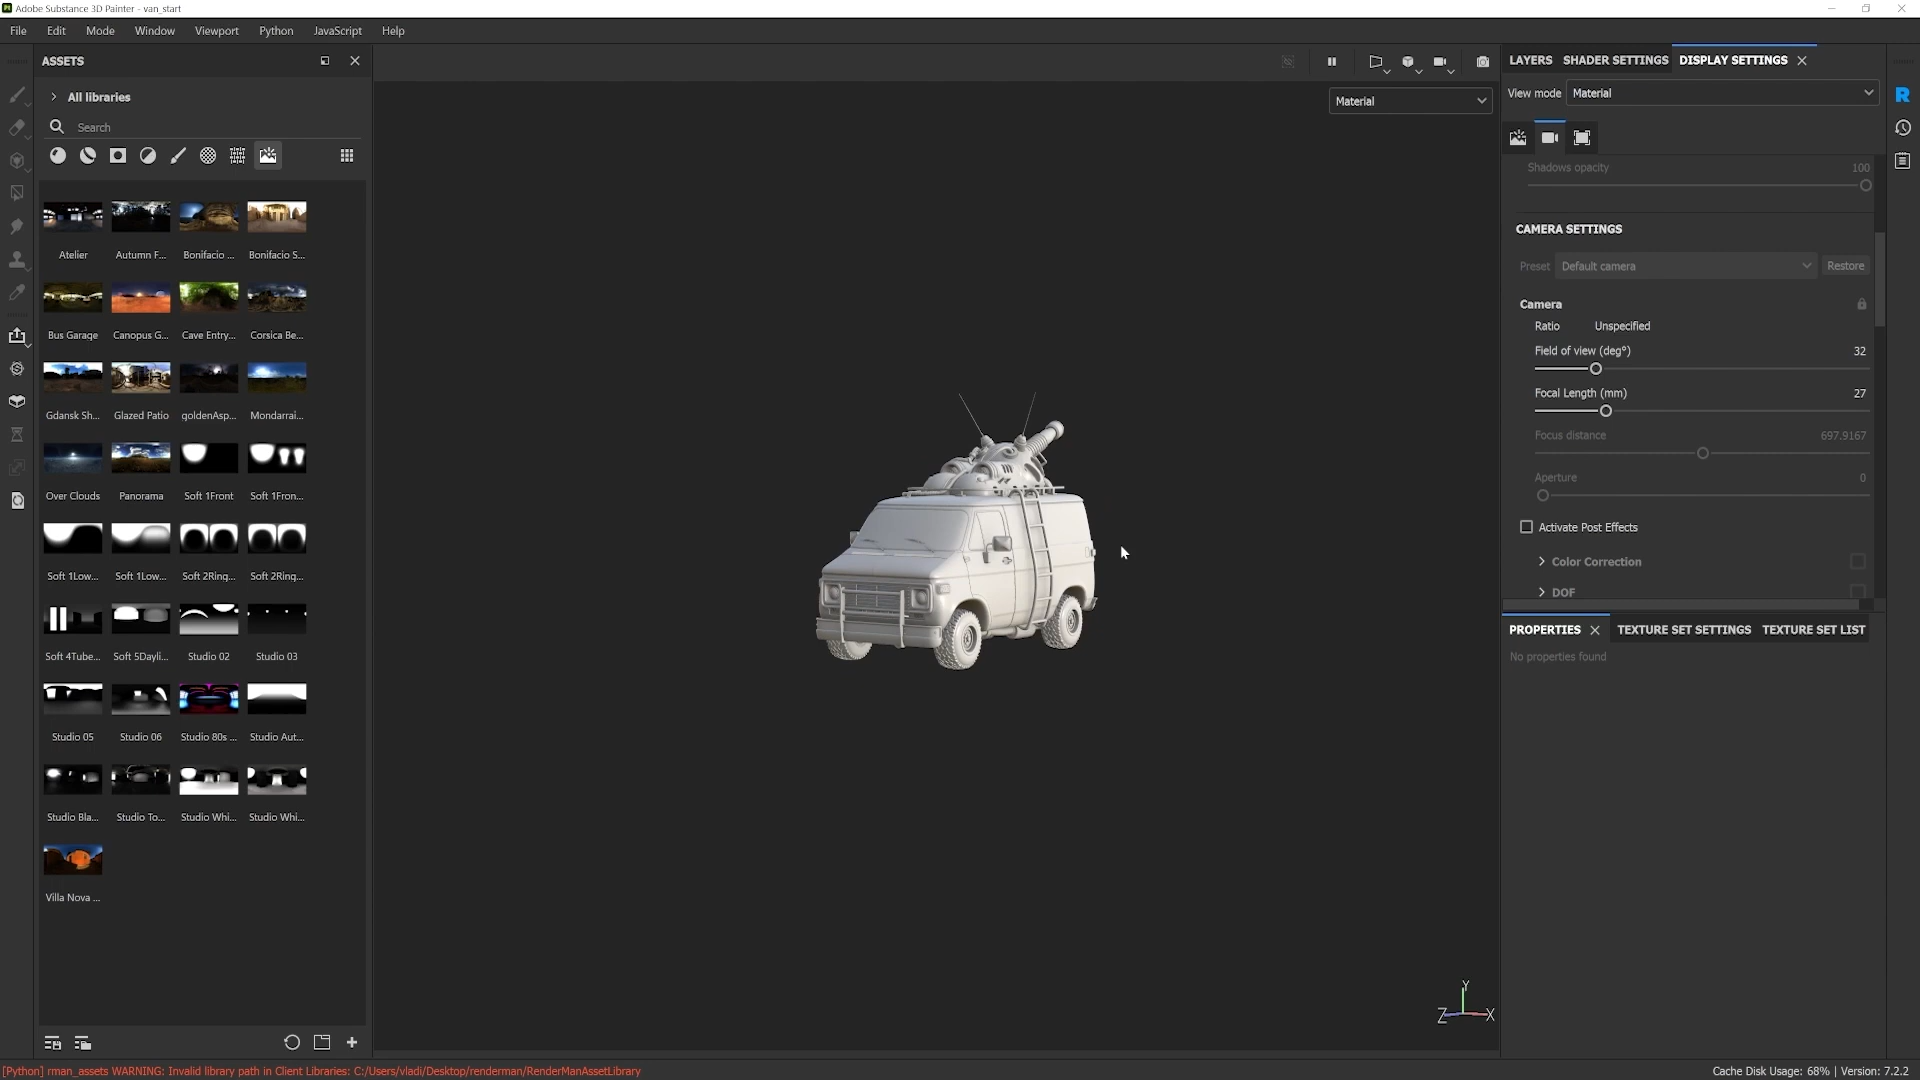 Adobe Substance 3D Painter - van_start
File Edit Mode Window Viewport Python JavaScript Help
ASSETS
All libraries
Search
Atelier Autumn F... Bonifacio ... Bonifacio S...
Bus Garage Canopus G... Cave Entry... Corsica Be...
Gdansk Sh... Glazed Patio goldenAsp... Mondarrai...
Over Clouds Panorama Soft 1Front Soft 1Fron...
Soft 1Low... Soft 1Low... Soft 2Ring... Soft 2Ring...
Soft 4Tube... Soft 5Dayli... Studio 02 Studio 03
Studio 05 Studio 06 Studio 80s ... Studio Aut...
Studio Bla... Studio To... Studio Whi... Studio Whi...
Villa Nova ...
Material
Y
Z X
LAYERS SHADER SETTINGS DISPLAY SETTINGS
View mode Material
Shadows opacity 100
CAMERA SETTINGS
Preset Default camera Restore
Camera
Ratio Unspecified
Field of view (deg°) 32
Focal Length (mm) 27
Focus distance 697.9167
Aperture 0
Activate Post Effects
Color Correction
DOF
PROPERTIES TEXTURE SET SETTINGS TEXTURE SET LIST
No properties found
R
[Python] rman_assets WARNING: Invalid library path in Client Libraries: C:/Users/vladi/Desktop/renderman/RenderManAssetLibrary
Cache Disk Usage: 68% | Version: 7.2.2